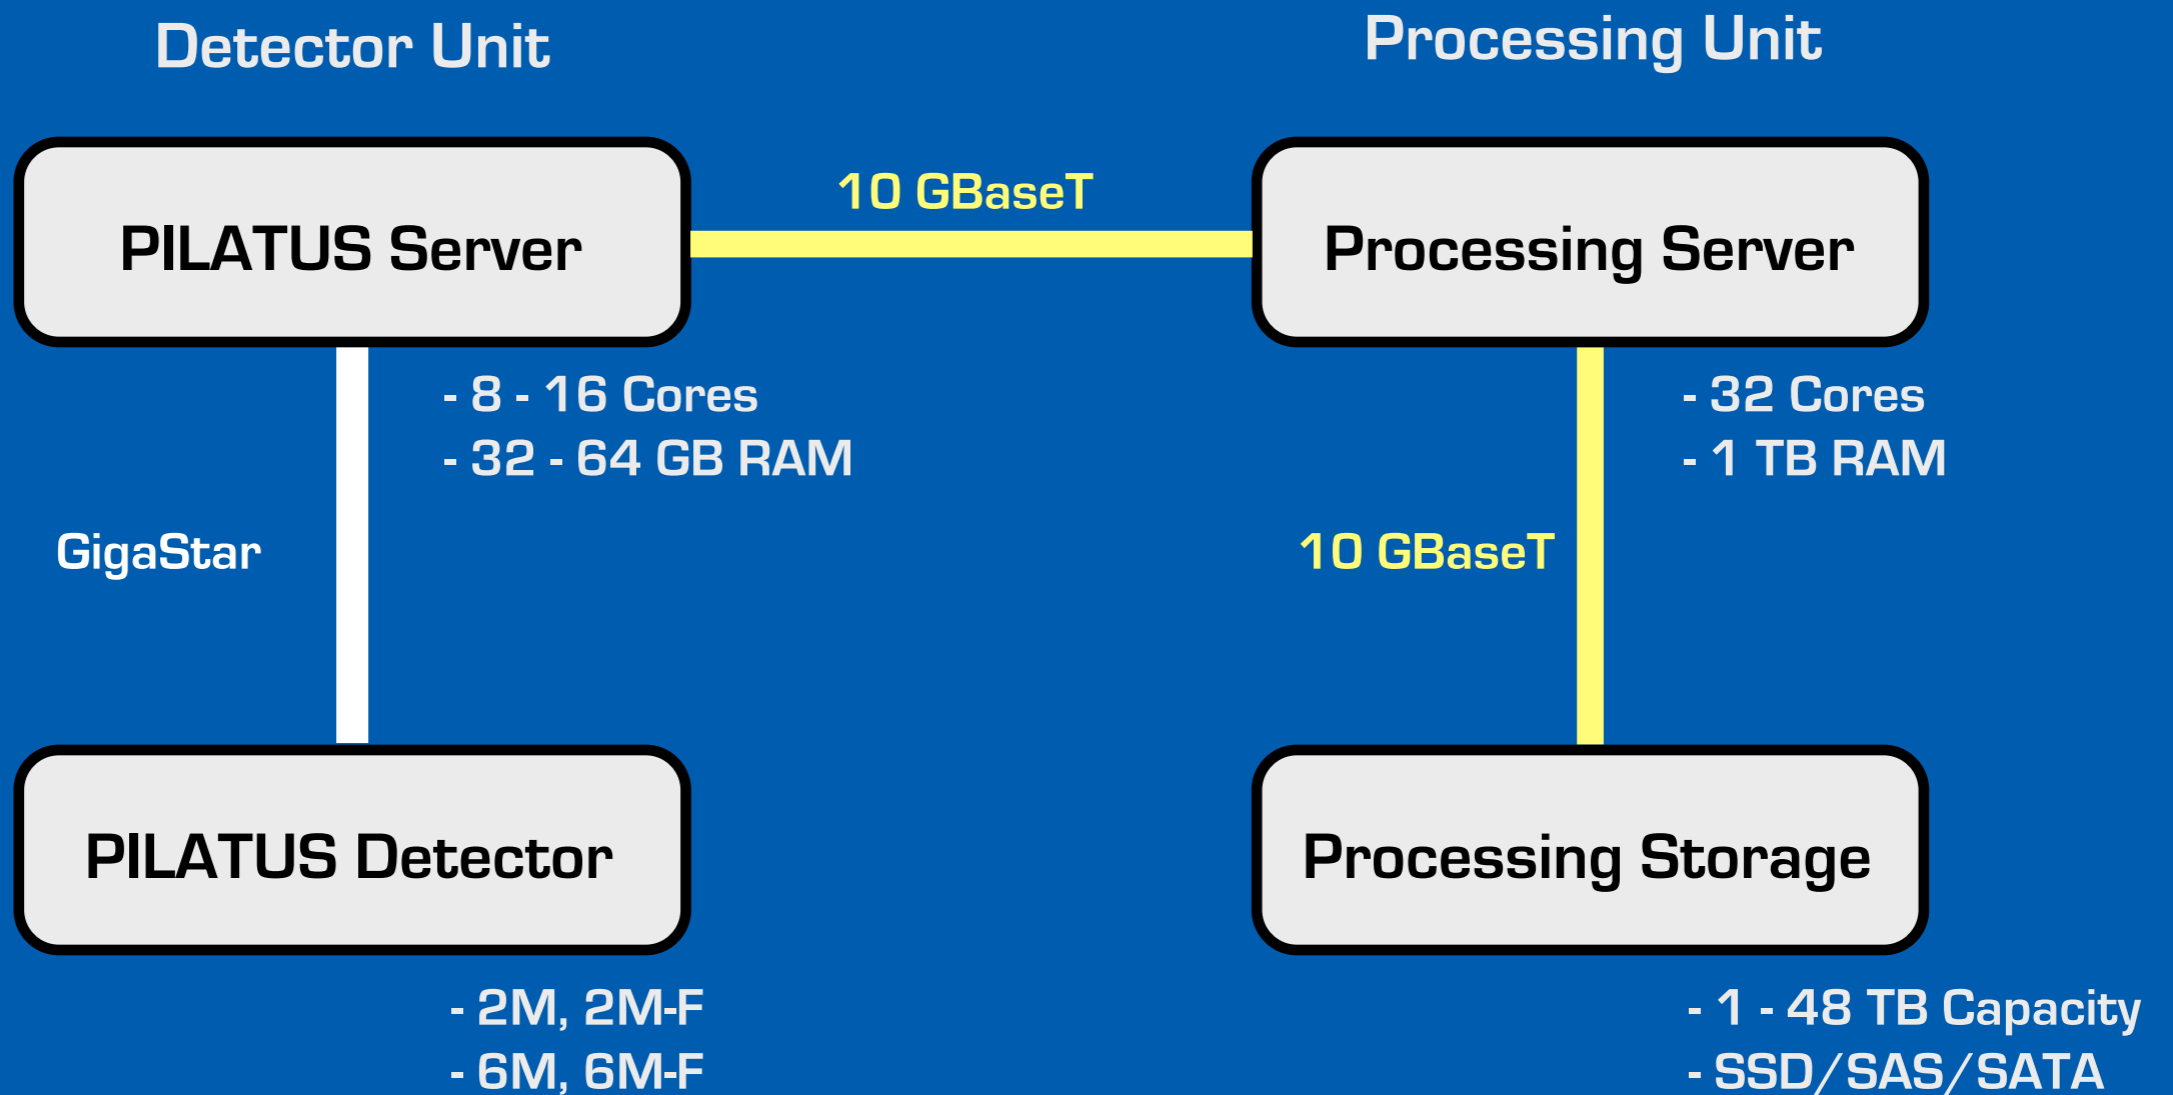 Detector Unit
Processing Unit
PILATUS Server
10 GBaseT
Processing Server
- 8 - 16 Cores
- 32 - 64 GB RAM
- 32 Cores
- 1 TB RAM
GigaStar
10 GBaseT
PILATUS Detector
Processing Storage
- 2M, 2M-F
- 6M, 6M-F
- 1 - 48 TB Capacity
- SSD/SAS/SATA